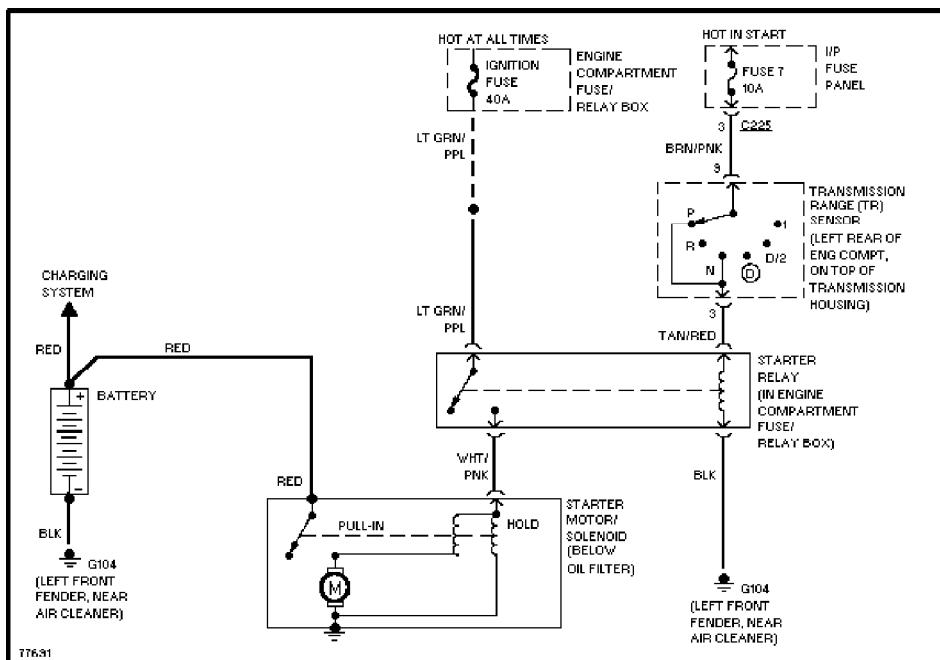 HOT AT ALL TIMES
IGNITION
FUSE
40A
ENGINE
COMPARTMENT
FUSE/
RELAY BOX
HOT IN START
FUSE 7
10A
I/P
FUSE
PANEL
3
C225
BRN/PNK
9
LT GRN/
PPL
P
R
N
D
D/2
1
TRANSMISSION
RANGE (TR)
SENSOR
(LEFT REAR OF
ENG COMPT,
ON TOP OF
TRANSMISSION
HOUSING)
3
TAN/RED
LT GRN/
PPL
CHARGING
SYSTEM
RED
RED
+
BATTERY
-
STARTER
RELAY
(IN ENGINE
COMPARTMENT
FUSE/
RELAY BOX)
WHT/
PNK
BLK
RED
PULL-IN
HOLD
M
STARTER
MOTOR/
SOLENOID
(BELOW
OIL FILTER)
BLK
G104
(LEFT FRONT
FENDER, NEAR
AIR CLEANER)
G104
(LEFT FRONT
FENDER, NEAR
AIR CLEANER)
77691